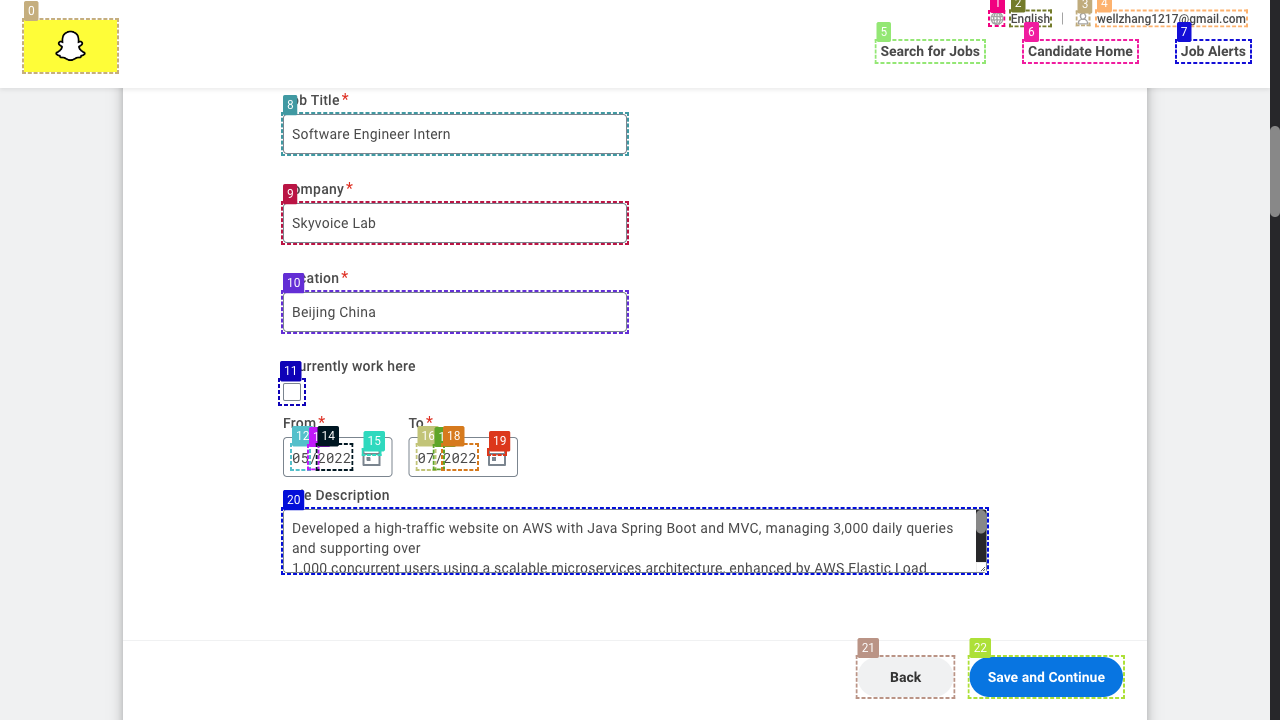 0
1
2
3
4
English
wellzhang1217@gmail.com
5
6
7
Search for Jobs
Candidate Home
Job Alerts
8
ob Title*
Software Engineer Intern
9
ompany*
Skyvoice Lab
10
cation*
Beijing China
11
urrently work here
From*
To*
12
1
14
15
16
1
18
19
05/2022
07/2022
20
e Description
Developed a high-traffic website on AWS with Java Spring Boot and MVC, managing 3,000 daily queries
and supporting over
1,000 concurrent users using a scalable microservices architecture, enhanced by AWS Elastic Load
21
22
Back
Save and Continue